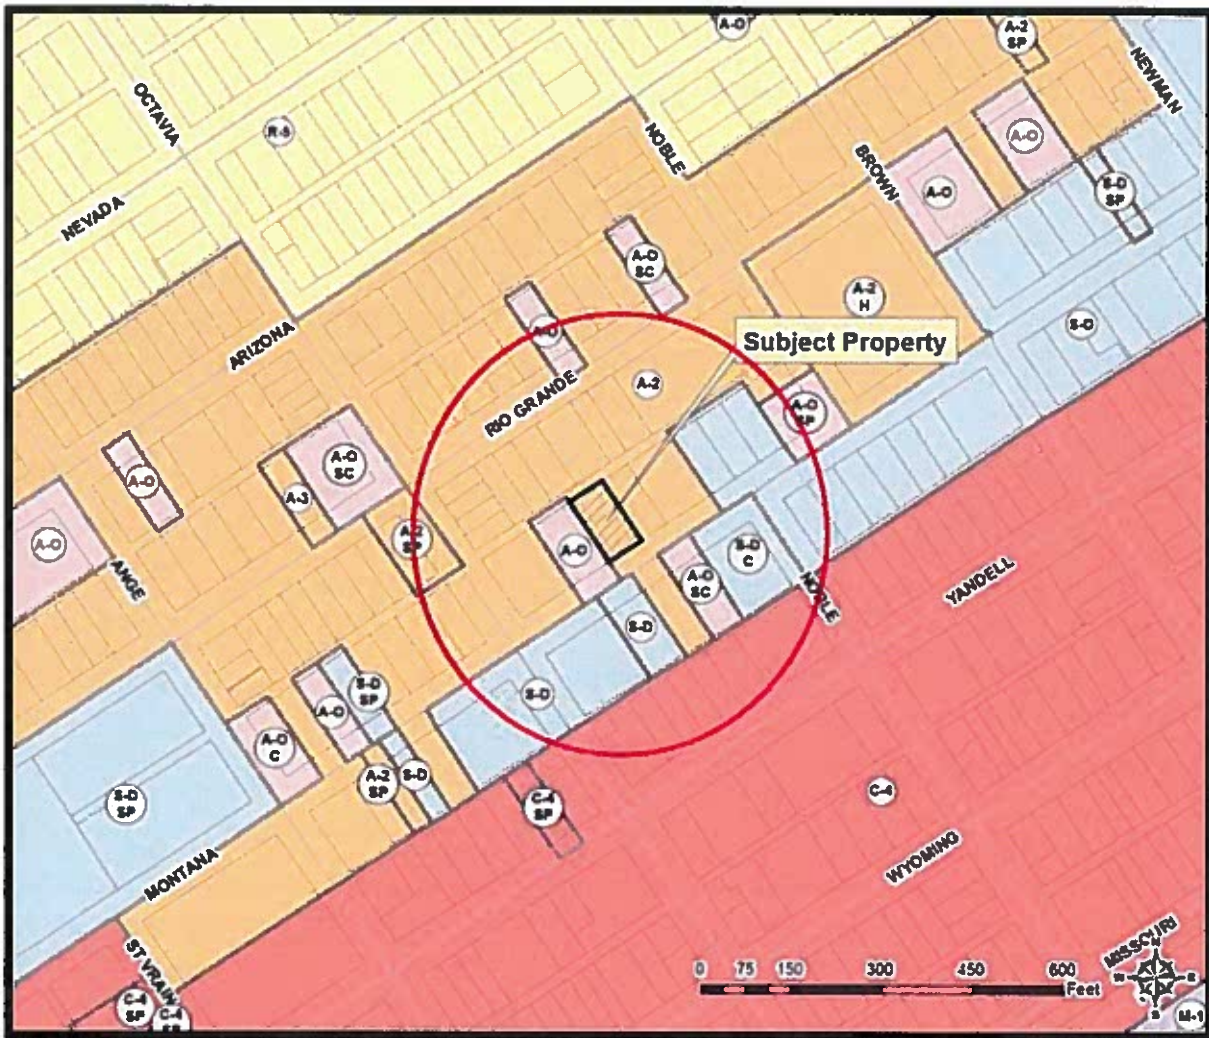 A-O
A-2
SP
NEWMAN
OCTAVIA
R-5
NOBLE
BROWN
A-O
A-O
S-D
SP
NEVADA
A-O
SC
A-2
H
S-D
ARIZONA
A-O
Subject Property
A-2
RIO GRANDE
A-O
SP
A-O
SC
A-O
A-3
A-O
A-2
SP
A-O
S-D
C
ANGE
A-O
SC
NOBLE
YANDELL
S-D
S-D
SP
A-O
S-D
A-O
C
S-D
A-2
SP
C-4
SP
C-4
S-D
SP
MONTANA
WYOMING
MISSOURI
ST VRAIN
0 75 150 300 450 600
Feet
N
W E
S
C-4
SP
C-4
SP
M-1